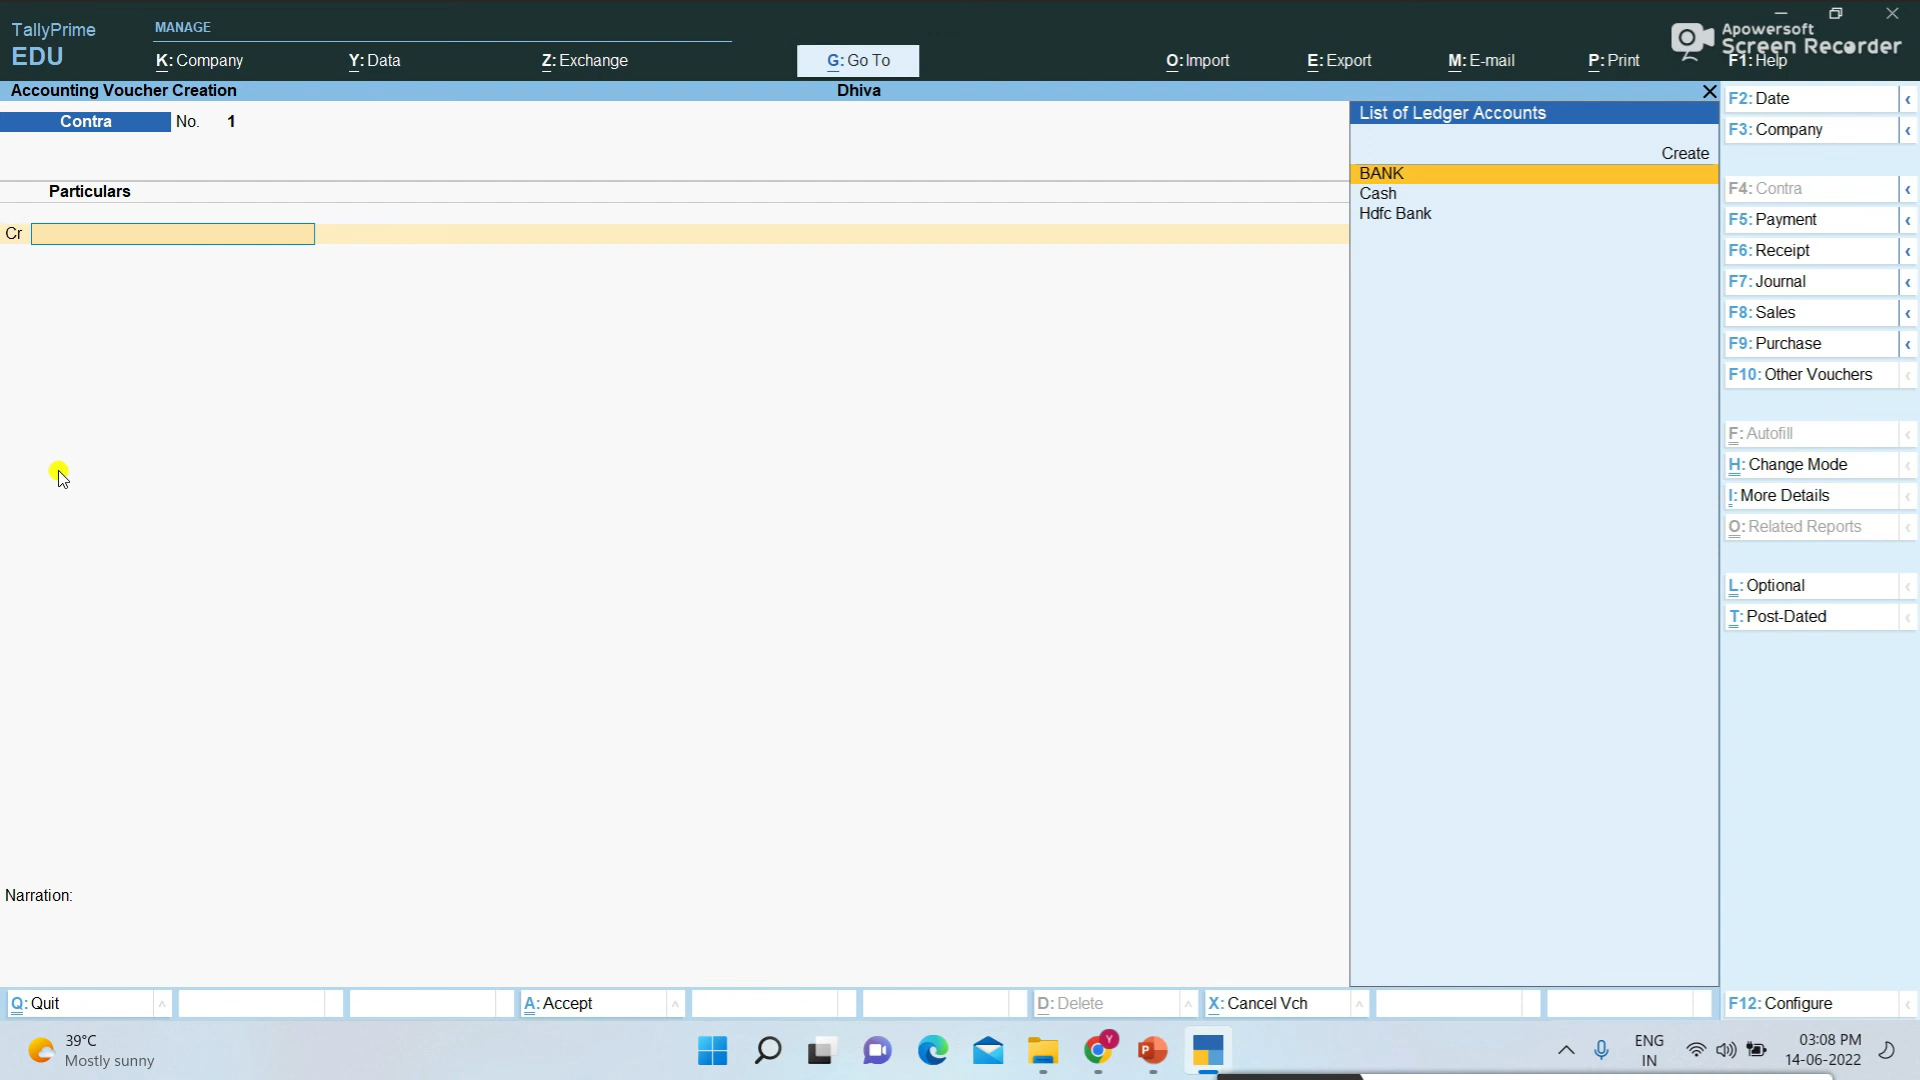 TallyPrime
EDU
MANAGE
K: Company
Y: Data
Z: Exchange
G: Go To
O: Import
E: Export
M: E-mail
P: Print
F1: Help
Apowersoft
Screen Recorder
Accounting Voucher Creation
Dhiva
Contra
No. 1
Particulars
Cr
Narration:
List of Ledger Accounts
Create
BANK
Cash
Hdfc Bank
F2: Date
F3: Company
F4: Contra
F5: Payment
F6: Receipt
F7: Journal
F8: Sales
F9: Purchase
F10: Other Vouchers
F: Autofill
H: Change Mode
I: More Details
O: Related Reports
L: Optional
T: Post-Dated
Q: Quit
A: Accept
D: Delete
X: Cancel Vch
F12: Configure
39°C
Mostly sunny
Y
P
ENG
IN
03:08 PM
14-06-2022